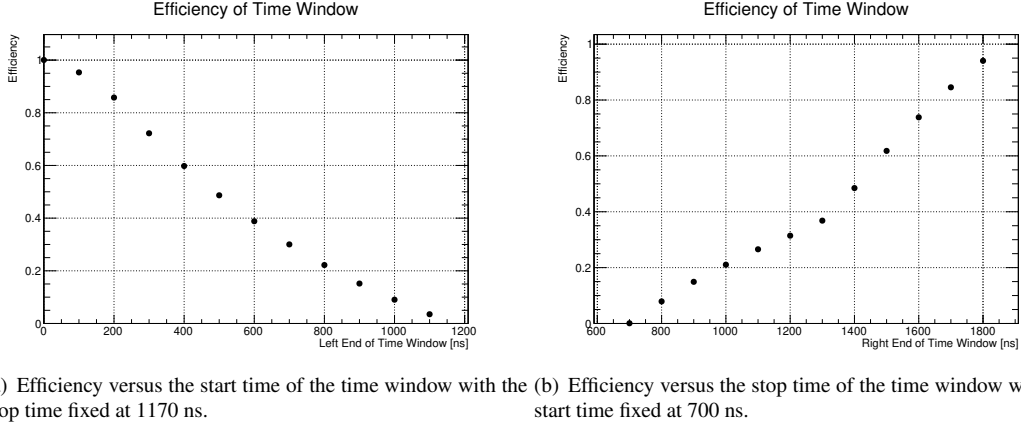 Efficiency of Time Window
Efficiency
1
0.8
0.6
0.4
0.2
0
0 200 400 600 800 1000 1200
Left End of Time Window [ns]
) Efficiency versus the start time of the time window with the
op time fixed at 1170 ns.
Efficiency of Time Window
Efficiency
1
0.8
0.6
0.4
0.2
0
600 800 1000 1200 1400 1600 1800
Right End of Time Window [ns]
(b) Efficiency versus the stop time of the time window w
start time fixed at 700 ns.